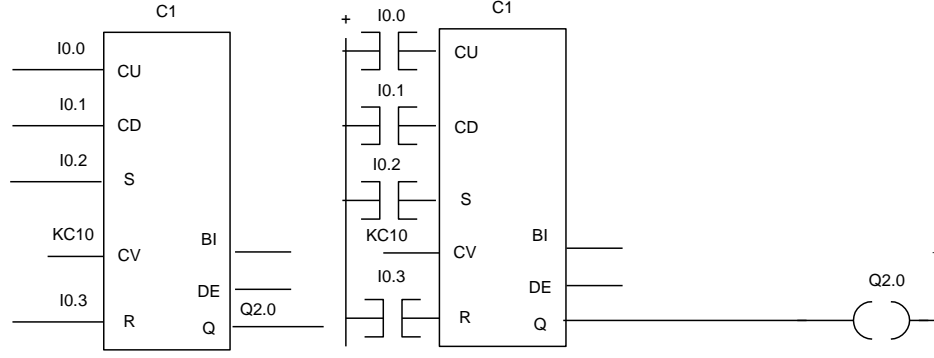 C1
I0.0
CU
I0.1
CD
I0.2
S
KC10
CV
BI
DE
I0.3
R
Q
Q2.0
C1
+
I0.0
CU
I0.1
CD
I0.2
S
KC10
CV
BI
I0.3
DE
R
Q
Q2.0